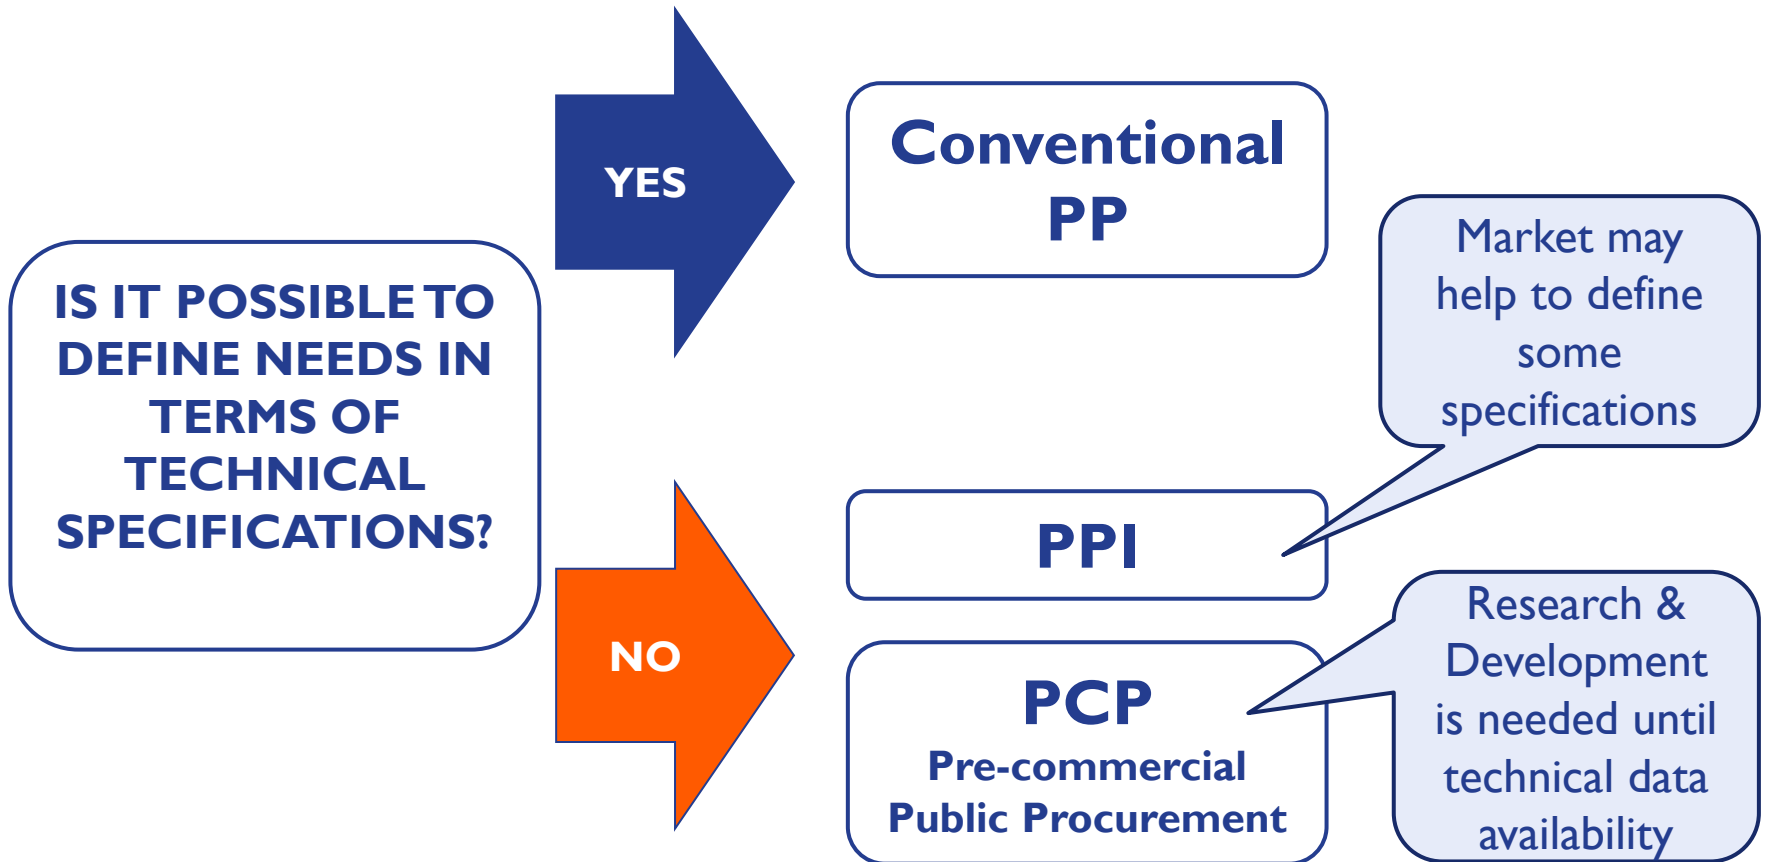 IS IT POSSIBLE TO
DEFINE NEEDS IN
TERMS OF
TECHNICAL
SPECIFICATIONS?
YES
Conventional
PP
Market may
help to define
some
specifications
NO
PPI
PCP
Pre-commercial
Public Procurement
Research &
Development
is needed until
technical data
availability